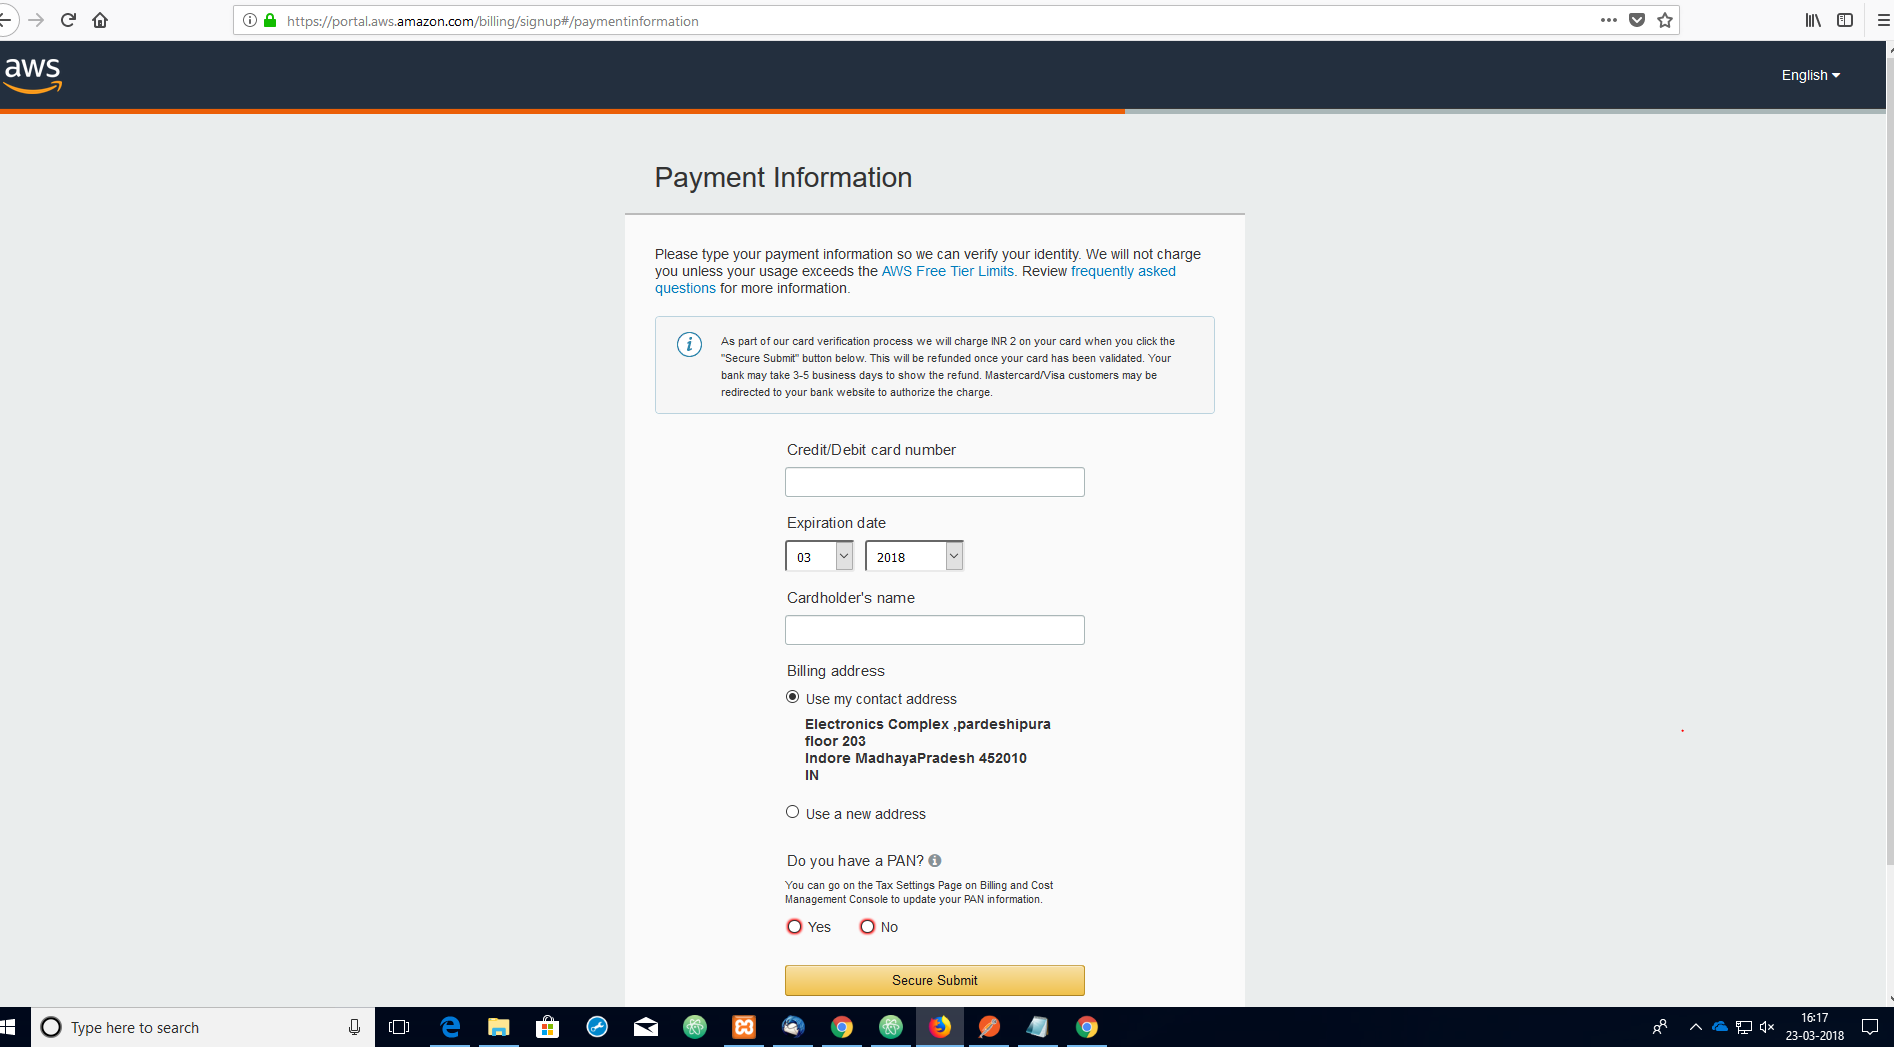 https://portal.aws.amazon.com/billing/signup#/paymentinformation
aws
English
Payment Information
Please type your payment information so we can verify your identity. We will not charge
you unless your usage exceeds the AWS Free Tier Limits. Review frequently asked
questions for more information.
As part of our card verification process we will charge INR 2 on your card when you click the
"Secure Submit" button below. This will be refunded once your card has been validated. Your
bank may take 3-5 business days to show the refund. Mastercard/Visa customers may be
redirected to your bank website to authorize the charge.
Credit/Debit card number
Expiration date
03 2018
Cardholder's name
Billing address
Use my contact address
Electronics Complex ,pardeshipura
floor 203
Indore MadhayaPradesh 452010
IN
Use a new address
Do you have a PAN?
You can go on the Tax Settings Page on Billing and Cost
Management Console to update your PAN information.
Yes No
Secure Submit
Type here to search
16:17
23-03-2018